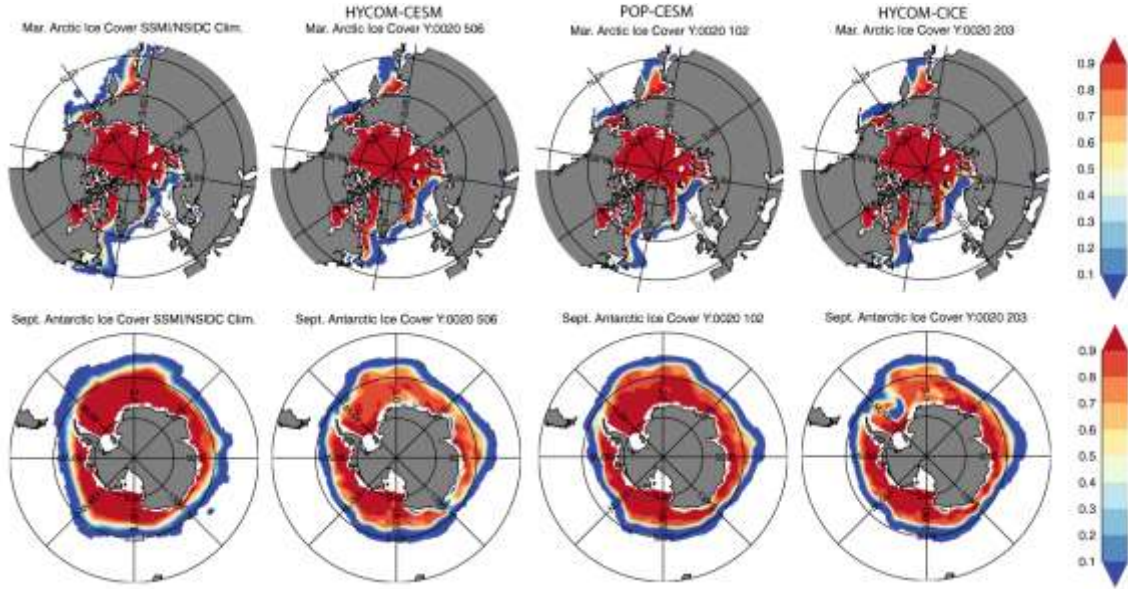 HYCOM-CESM
POP-CESM
HYCOM-CICE
Mar. Arctic Ice Cover SSMI/NSIDC Clim.
Mar. Arctic Ice Cover Y:0020 506
Mar. Arctic Ice Cover Y:0020 102
Mar. Arctic Ice Cover Y:0020 203
0.9
0.8
0.7
0.6
0.5
0.4
0.3
0.2
0.1
Sept. Antarctic Ice Cover SSMI/NSIDC Clim.
Sept. Antarctic Ice Cover Y:0020 506
Sept. Antarctic Ice Cover Y:0020 102
Sept. Antarctic Ice Cover Y:0020 203
0.9
0.8
0.7
0.6
0.5
0.4
0.3
0.2
0.1